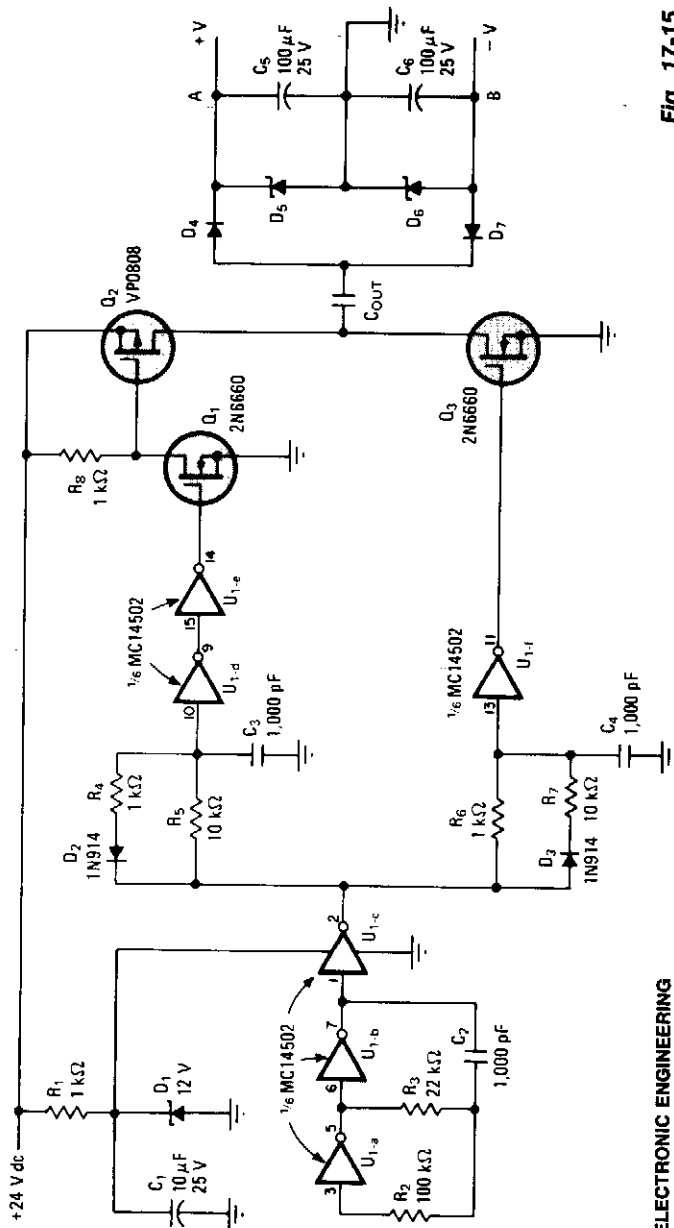 +24 V dc
R1
1 kΩ
C1
10 μF
25 V
D1
12 V
1/6 MC14502
3
5
U1-a
6
7
U1-b
1
2
U1-c
R2
100 kΩ
R3
22 kΩ
C2
1,000 pF
D2
1N914
R4
1 kΩ
R5
10 kΩ
C3
1,000 pF
1/6 MC14502
10
9
U1-d
15
14
U1-e
R8
1 kΩ
Q1
2N6660
Q2
VP0808
R6
1 kΩ
D3
1N914
R7
10 kΩ
C4
1,000 pF
1/6 MC14502
13
11
U1-f
Q3
2N6660
COUT
D4
D5
D6
D7
A
+V
C5
100 μF
25 V
C6
100 μF
25 V
B
−V
ELECTRONIC ENGINEERING
Fig. 17-15